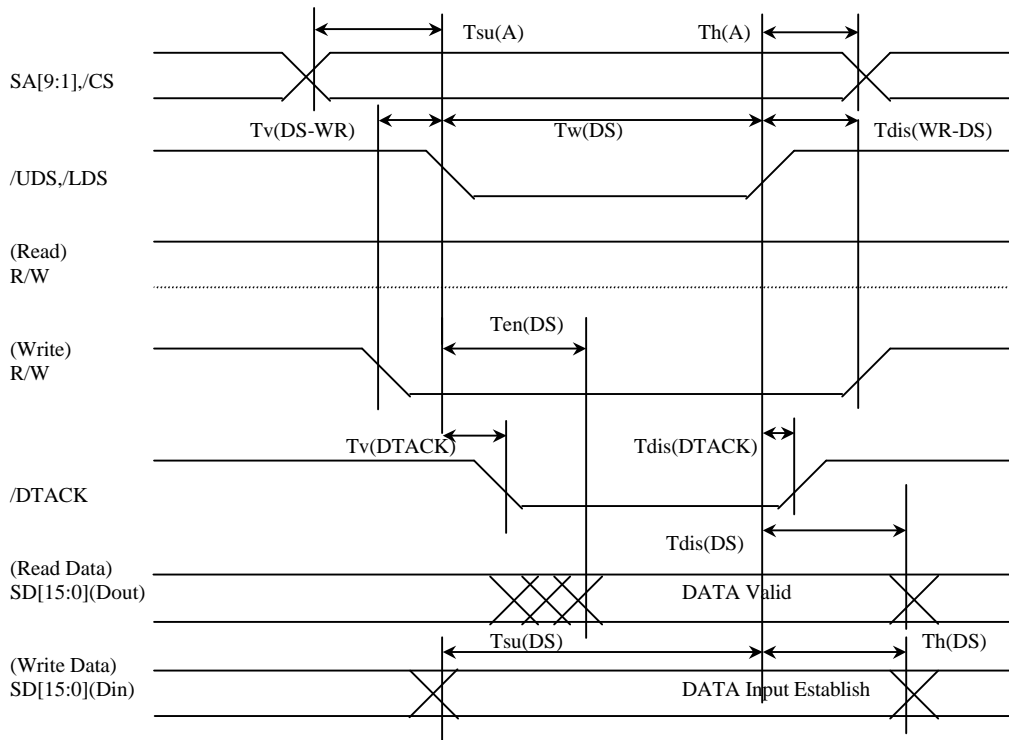 Tsu(A) Th(A)
SA[9:1],/CS
Tv(DS-WR) Tw(DS) Tdis(WR-DS)
/UDS,/LDS
(Read)
R/W
Ten(DS)
(Write)
R/W
Tv(DTACK) Tdis(DTACK)
/DTACK
Tdis(DS)
(Read Data)
SD[15:0](Dout) DATA Valid
Tsu(DS) Th(DS)
(Write Data)
SD[15:0](Din) DATA Input Establish